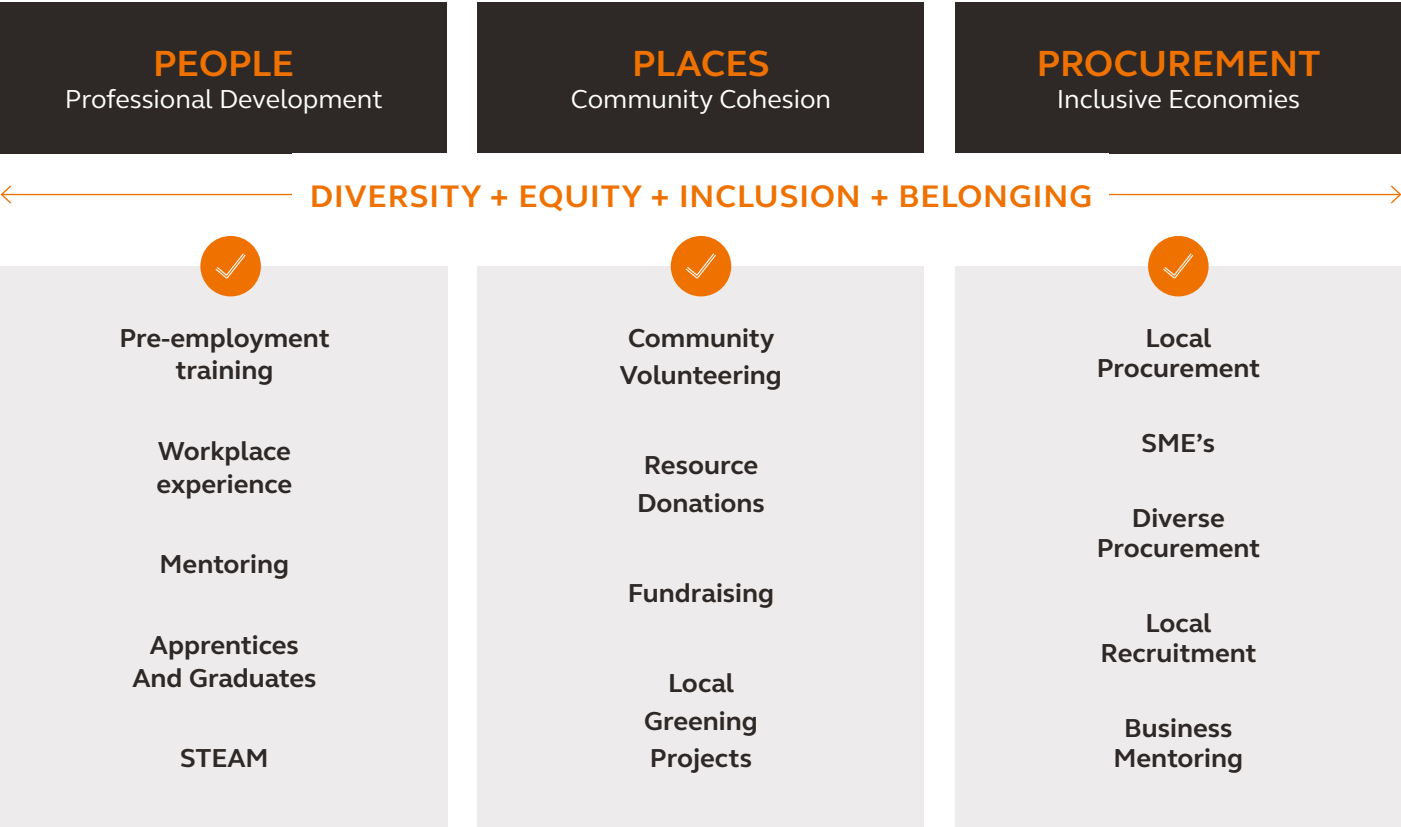 PEOPLE
Professional Development
PLACES
Community Cohesion
PROCUREMENT
Inclusive Economies
DIVERSITY + EQUITY + INCLUSION + BELONGING
Pre-employment
training
Workplace
experience
Mentoring
Apprentices
And Graduates
STEAM
Community
Volunteering
Resource
Donations
Fundraising
Local
Greening
Projects
Local
Procurement
SME’s
Diverse
Procurement
Local
Recruitment
Business
Mentoring